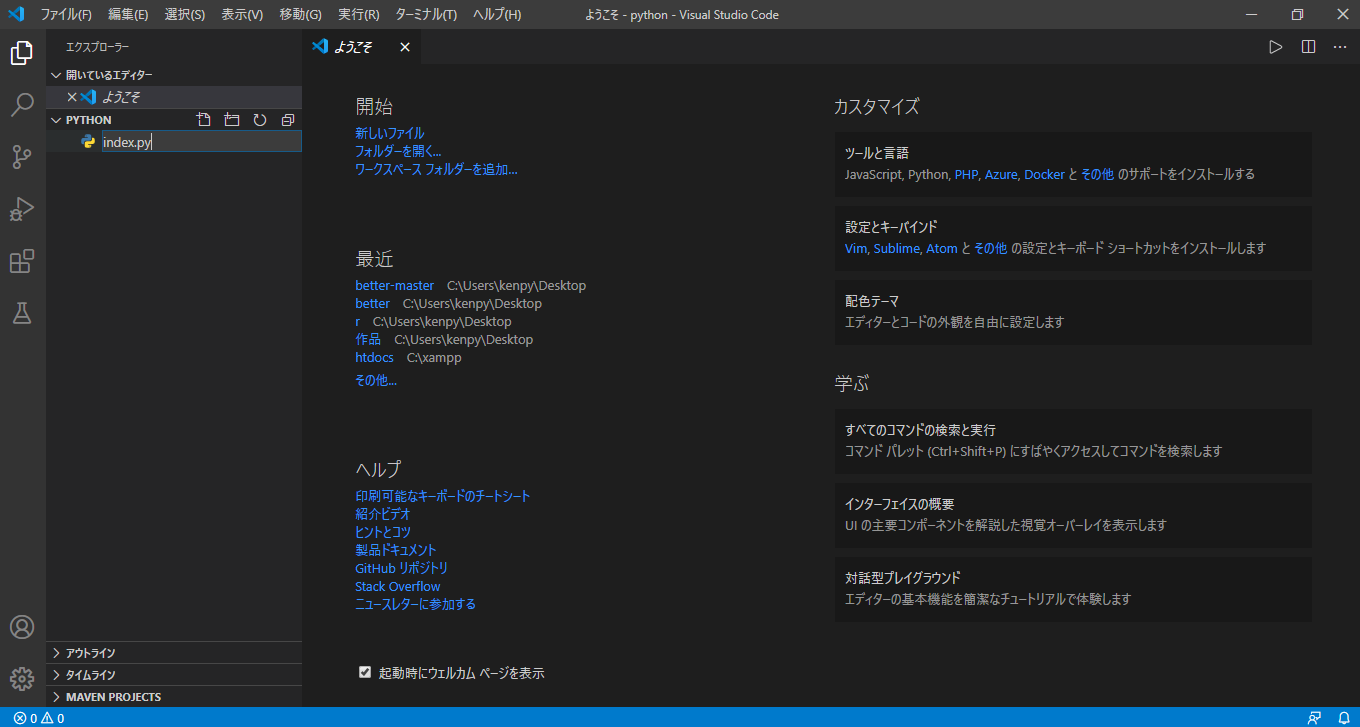 ファイル(F) 編集(E) 選択(S) 表示(V) 移動(G) 実行(R) ターミナル(T) ヘルプ(H) ようこそ - python - Visual Studio Code
エクスプローラー
開いているエディター
ようこそ
PYTHON
index.py
アウトライン
タイムライン
MAVEN PROJECTS
ようこそ
開始
新しいファイル
フォルダーを開く...
ワークスペース フォルダーを追加...
最近
better-master C:\Users\kenpy\Desktop
better C:\Users\kenpy\Desktop
r C:\Users\kenpy\Desktop
作品 C:\Users\kenpy\Desktop
htdocs C:\xampp
その他...
ヘルプ
印刷可能なキーボードのチートシート
紹介ビデオ
ヒントとコツ
製品ドキュメント
GitHub リポジトリ
Stack Overflow
ニュースレターに参加する
起動時にウェルカム ページを表示
カスタマイズ
ツールと言語
JavaScript, Python, PHP, Azure, Docker と その他 のサポートをインストールする
設定とキーバインド
Vim, Sublime, Atom と その他 の設定とキーボード ショートカットをインストールします
配色テーマ
エディターとコードの外観を自由に設定します
学ぶ
すべてのコマンドの検索と実行
コマンド パレット (Ctrl+Shift+P) にすばやくアクセスしてコマンドを検索します
インターフェイスの概要
UI の主要コンポーネントを解説した視覚オーバーレイを表示します
対話型プレイグラウンド
エディターの基本機能を簡潔なチュートリアルで体験します
0 0